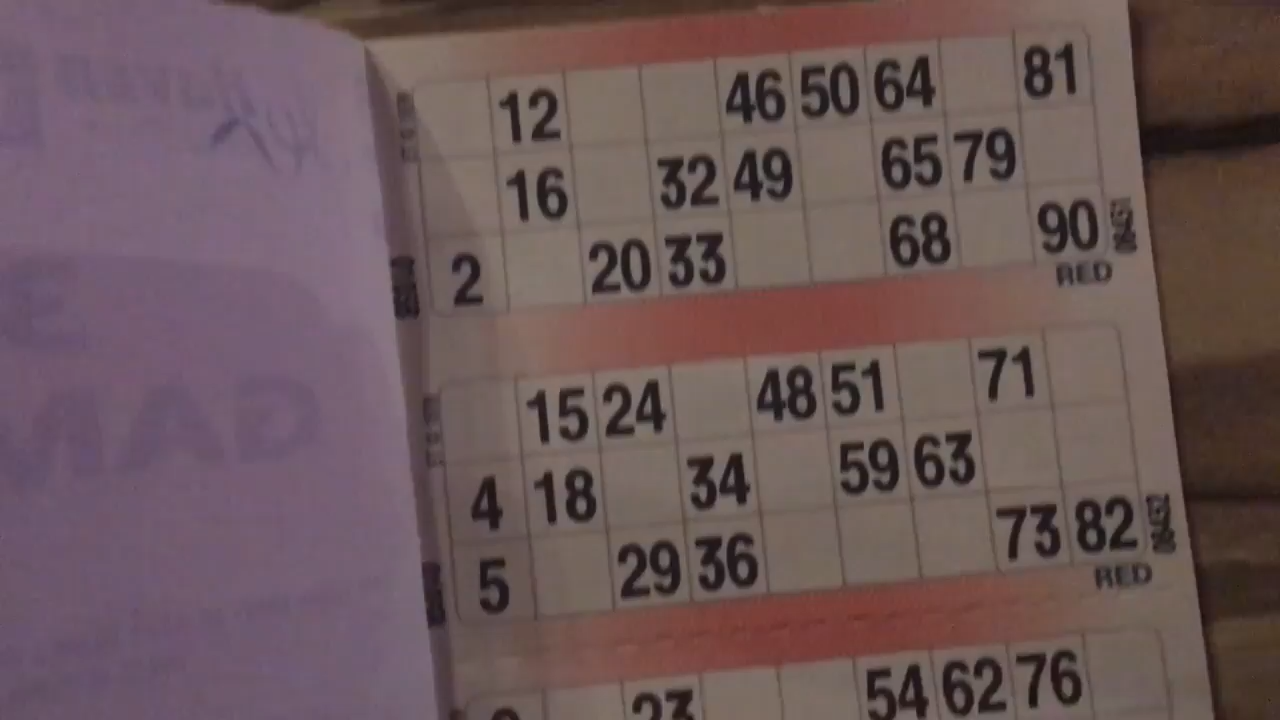 12 46 50 64 81
16 32 49 65 79
2 20 33 68 90
RED
15 24 48 51 71
4 18 34 59 63
5 29 36 73 82
RED
23 54 62 76